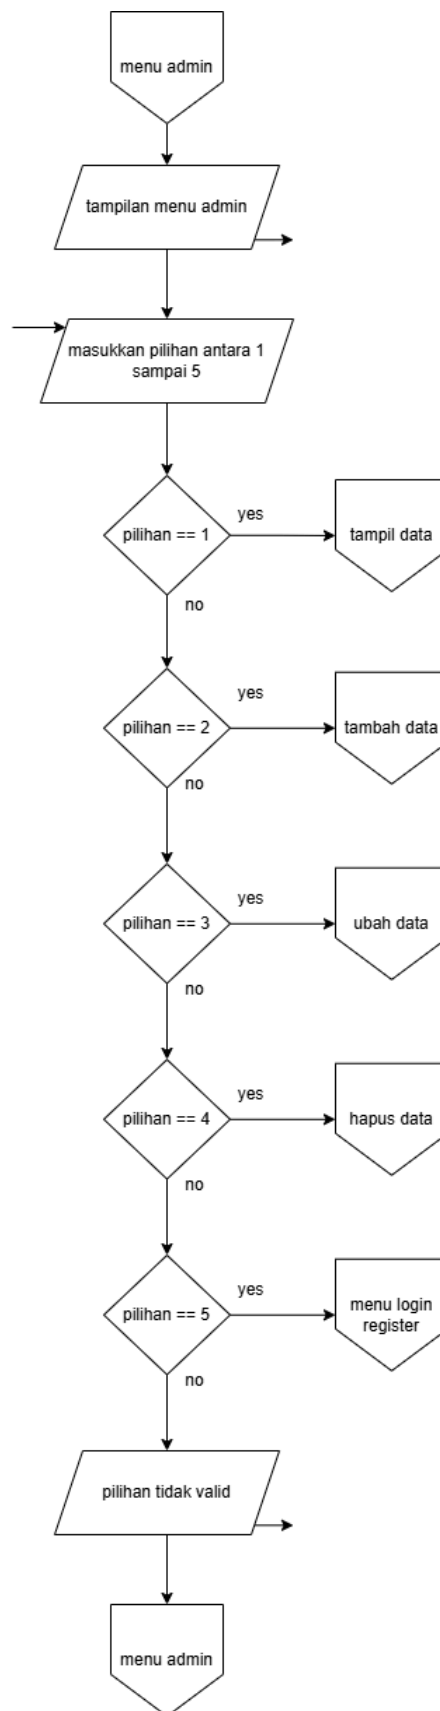 menu admin
tampilan menu admin
masukkan pilihan antara 1
sampai 5
pilihan == 1
yes
tampil data
no
pilihan == 2
yes
tambah data
no
pilihan == 3
yes
ubah data
no
pilihan == 4
yes
hapus data
no
pilihan == 5
yes
menu login
register
no
pilihan tidak valid
menu admin